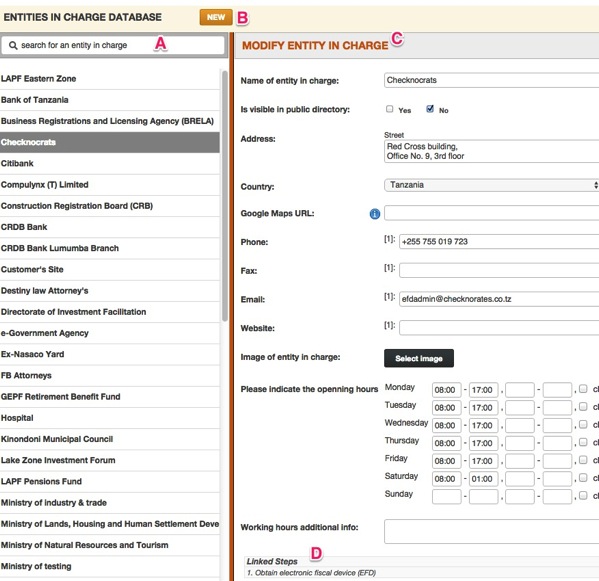 ENTITIES IN CHARGE DATABASE NEW B
search for an entity in charge A
LAPF Eastern Zone
Bank of Tanzania
Business Registrations and Licensing Agency (BRELA)
Checknocrats
Citibank
Compulynx (T) Limited
Construction Registration Board (CRB)
CRDB Bank
CRDB Bank Lumumba Branch
Customer's Site
Destiny law Attorney's
Directorate of Investment Facilitation
e-Government Agency
Ex-Nasaco Yard
FB Attorneys
GEPF Retirement Benefit Fund
Hospital
Kinondoni Municipal Council
Lake Zone Investment Forum
LAPF Pensions Fund
Ministry of industry & trade
Ministry of Lands, Housing and Human Settlement Deve
Ministry of Natural Resources and Tourism
Ministry of testing
MODIFY ENTITY IN CHARGE C
Name of entity in charge: Checknocrats
Is visible in public directory: Yes No
Address: Street
Red Cross building,
Office No. 9, 3rd floor
Country: Tanzania
Google Maps URL: i
Phone: [1]: +255 755 019 723
Fax: [1]:
Email: [1]: efdadmin@checknorates.co.tz
Website: [1]:
Image of entity in charge: Select image
Please indicate the openning hours Monday 08:00 - 17:00 , - , cl
Tuesday 08:00 - 17:00 , - , cl
Wednesday 08:00 - 17:00 , - , cl
Thursday 08:00 - 17:00 , - , cl
Friday 08:00 - 17:00 , - , cl
Saturday 08:00 - 01:00 , - , cl
Sunday - , - , cl
Working hours additional info:
D
Linked Steps
1. Obtain electronic fiscal device (EFD)